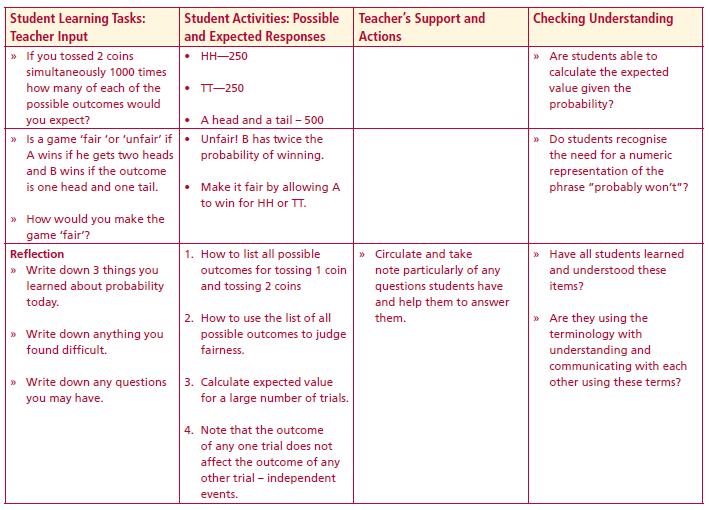 Student Learning Tasks:
Teacher Input
Student Activities: Possible
and Expected Responses
Teacher's Support and
Actions
Checking Understanding
» If you tossed 2 coins
simultaneously 1000 times
how many of each of the
possible outcomes would
you expect?
• HH—250
• TT—250
• A head and a tail – 500
» Are students able to
calculate the expected
value given the
probability?
» Is a game 'fair 'or 'unfair' if
A wins if he gets two heads
and B wins if the outcome
is one head and one tail.
» How would you make the
game 'fair'?
• Unfair! B has twice the
probability of winning.
• Make it fair by allowing A
to win for HH or TT.
» Do students recognise
the need for a numeric
representation of the
phrase "probably won't"?
Reflection
» Write down 3 things you
learned about probability
today.
» Write down anything you
found difficult.
» Write down any questions
you may have.
1. How to list all possible
outcomes for tossing 1 coin
and tossing 2 coins
2. How to use the list of all
possible outcomes to judge
fairness.
3. Calculate expected value
for a large number of trials.
4. Note that the outcome
of any one trial does not
affect the outcome of any
other trial – independent
events.
» Circulate and take
note particularly of any
questions students have
and help them to answer
them.
» Have all students learned
and understood these
items?
» Are they using the
terminology with
understanding and
communicating with each
other using these terms?